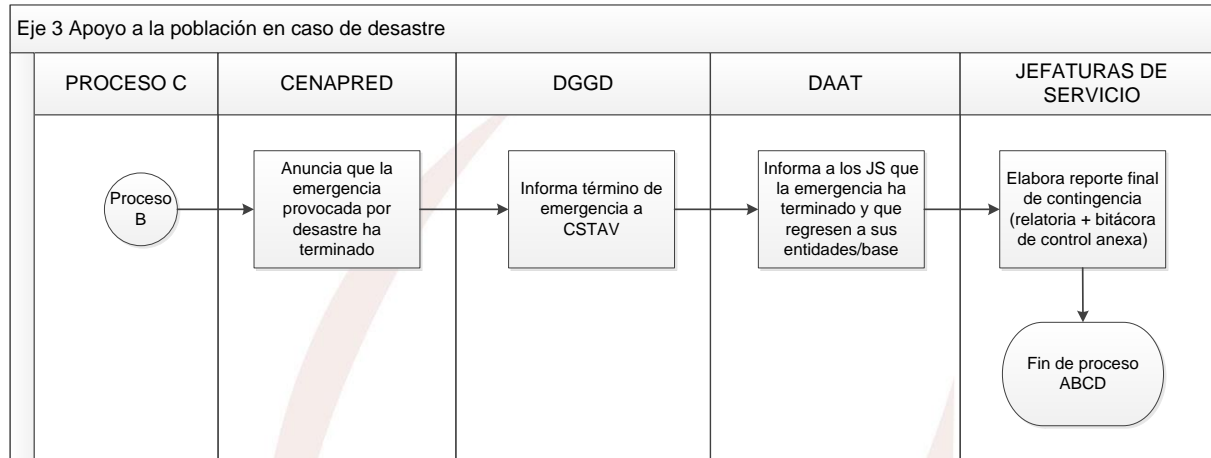 Eje 3 Apoyo a la población en caso de desastre
PROCESO C
CENAPRED
DGGD
DAAT
JEFATURAS DE
SERVICIO
Proceso
B
Anuncia que la
emergencia
provocada por
desastre ha
terminado
Informa término de
emergencia a
CSTAV
Informa a los JS que
la emergencia ha
terminado y que
regresen a sus
entidades/base
Elabora reporte final
de contingencia
(relatoria + bitácora
de control anexa)
Fin de proceso
ABCD